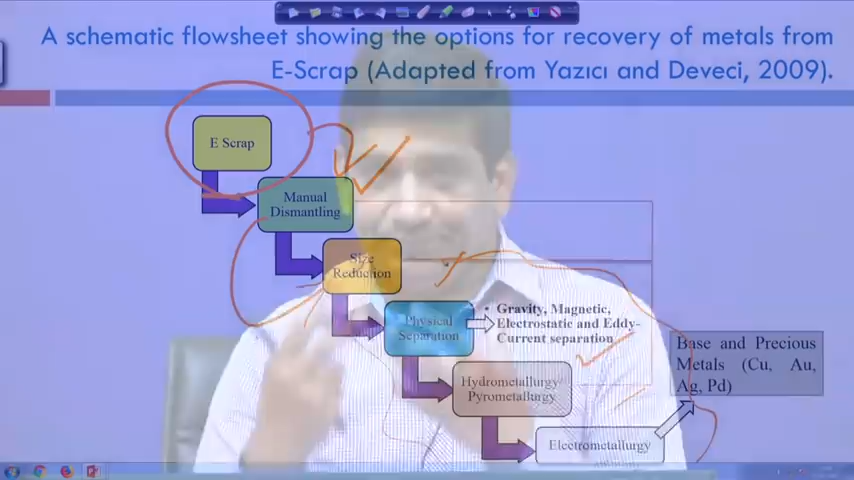 A schematic flowsheet showing the options for recovery of metals from
E-Scrap (Adapted from Yazıcı and Deveci, 2009).
E Scrap
Manual
Dismantling
Size
Reduction
Physical
Separation
• Gravity, Magnetic,
Electrostatic and Eddy-
Current separation
Hydrometallurgy
Pyrometallurgy
Electrometallurgy
Base and Precious
Metals (Cu, Au,
Ag, Pd)